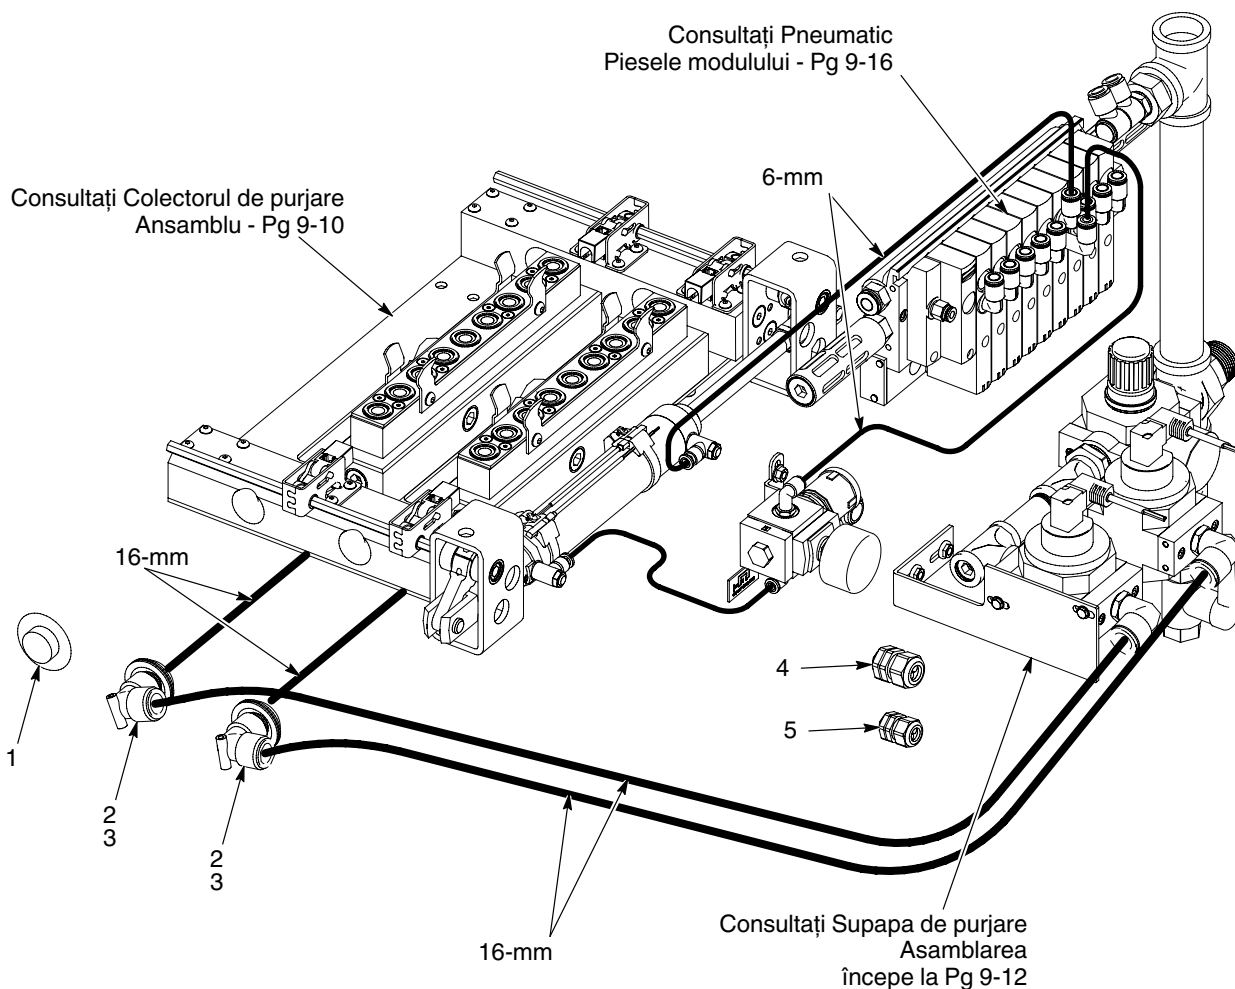 Consultați Pneumatic
Piesele modulului - Pg 9-16
6-mm
Consultați Colectorul de purjare
Ansamblu - Pg 9-10
16-mm
4
5
1
2
3
2
3
16-mm
Consultați Supapa de purjare
Asamblarea
începe la Pg 9-12